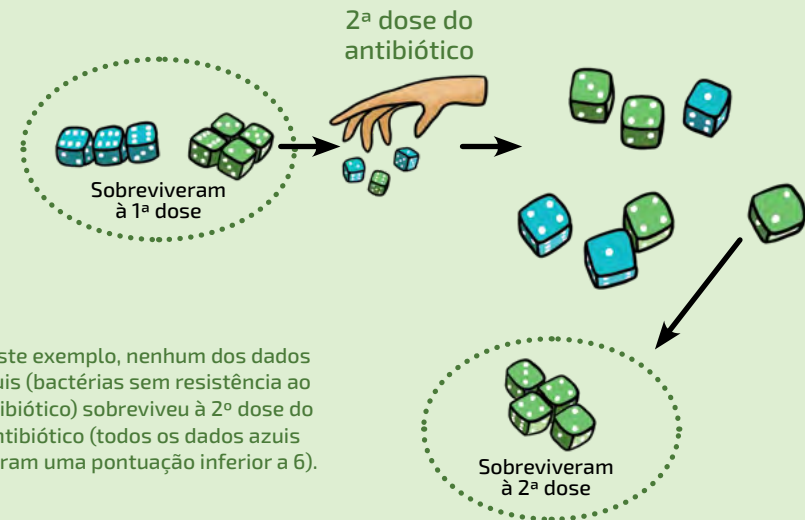 2ª dose do
antibiótico
Sobreviveram
à 1ª dose
ste exemplo, nenhum dos dados
uis (bactérias sem resistência ao
tibiótico) sobreviveu à 2º dose do
ntibiótico (todos os dados azuis
ram uma pontuação inferior a 6).
Sobreviveram
à 2ª dose